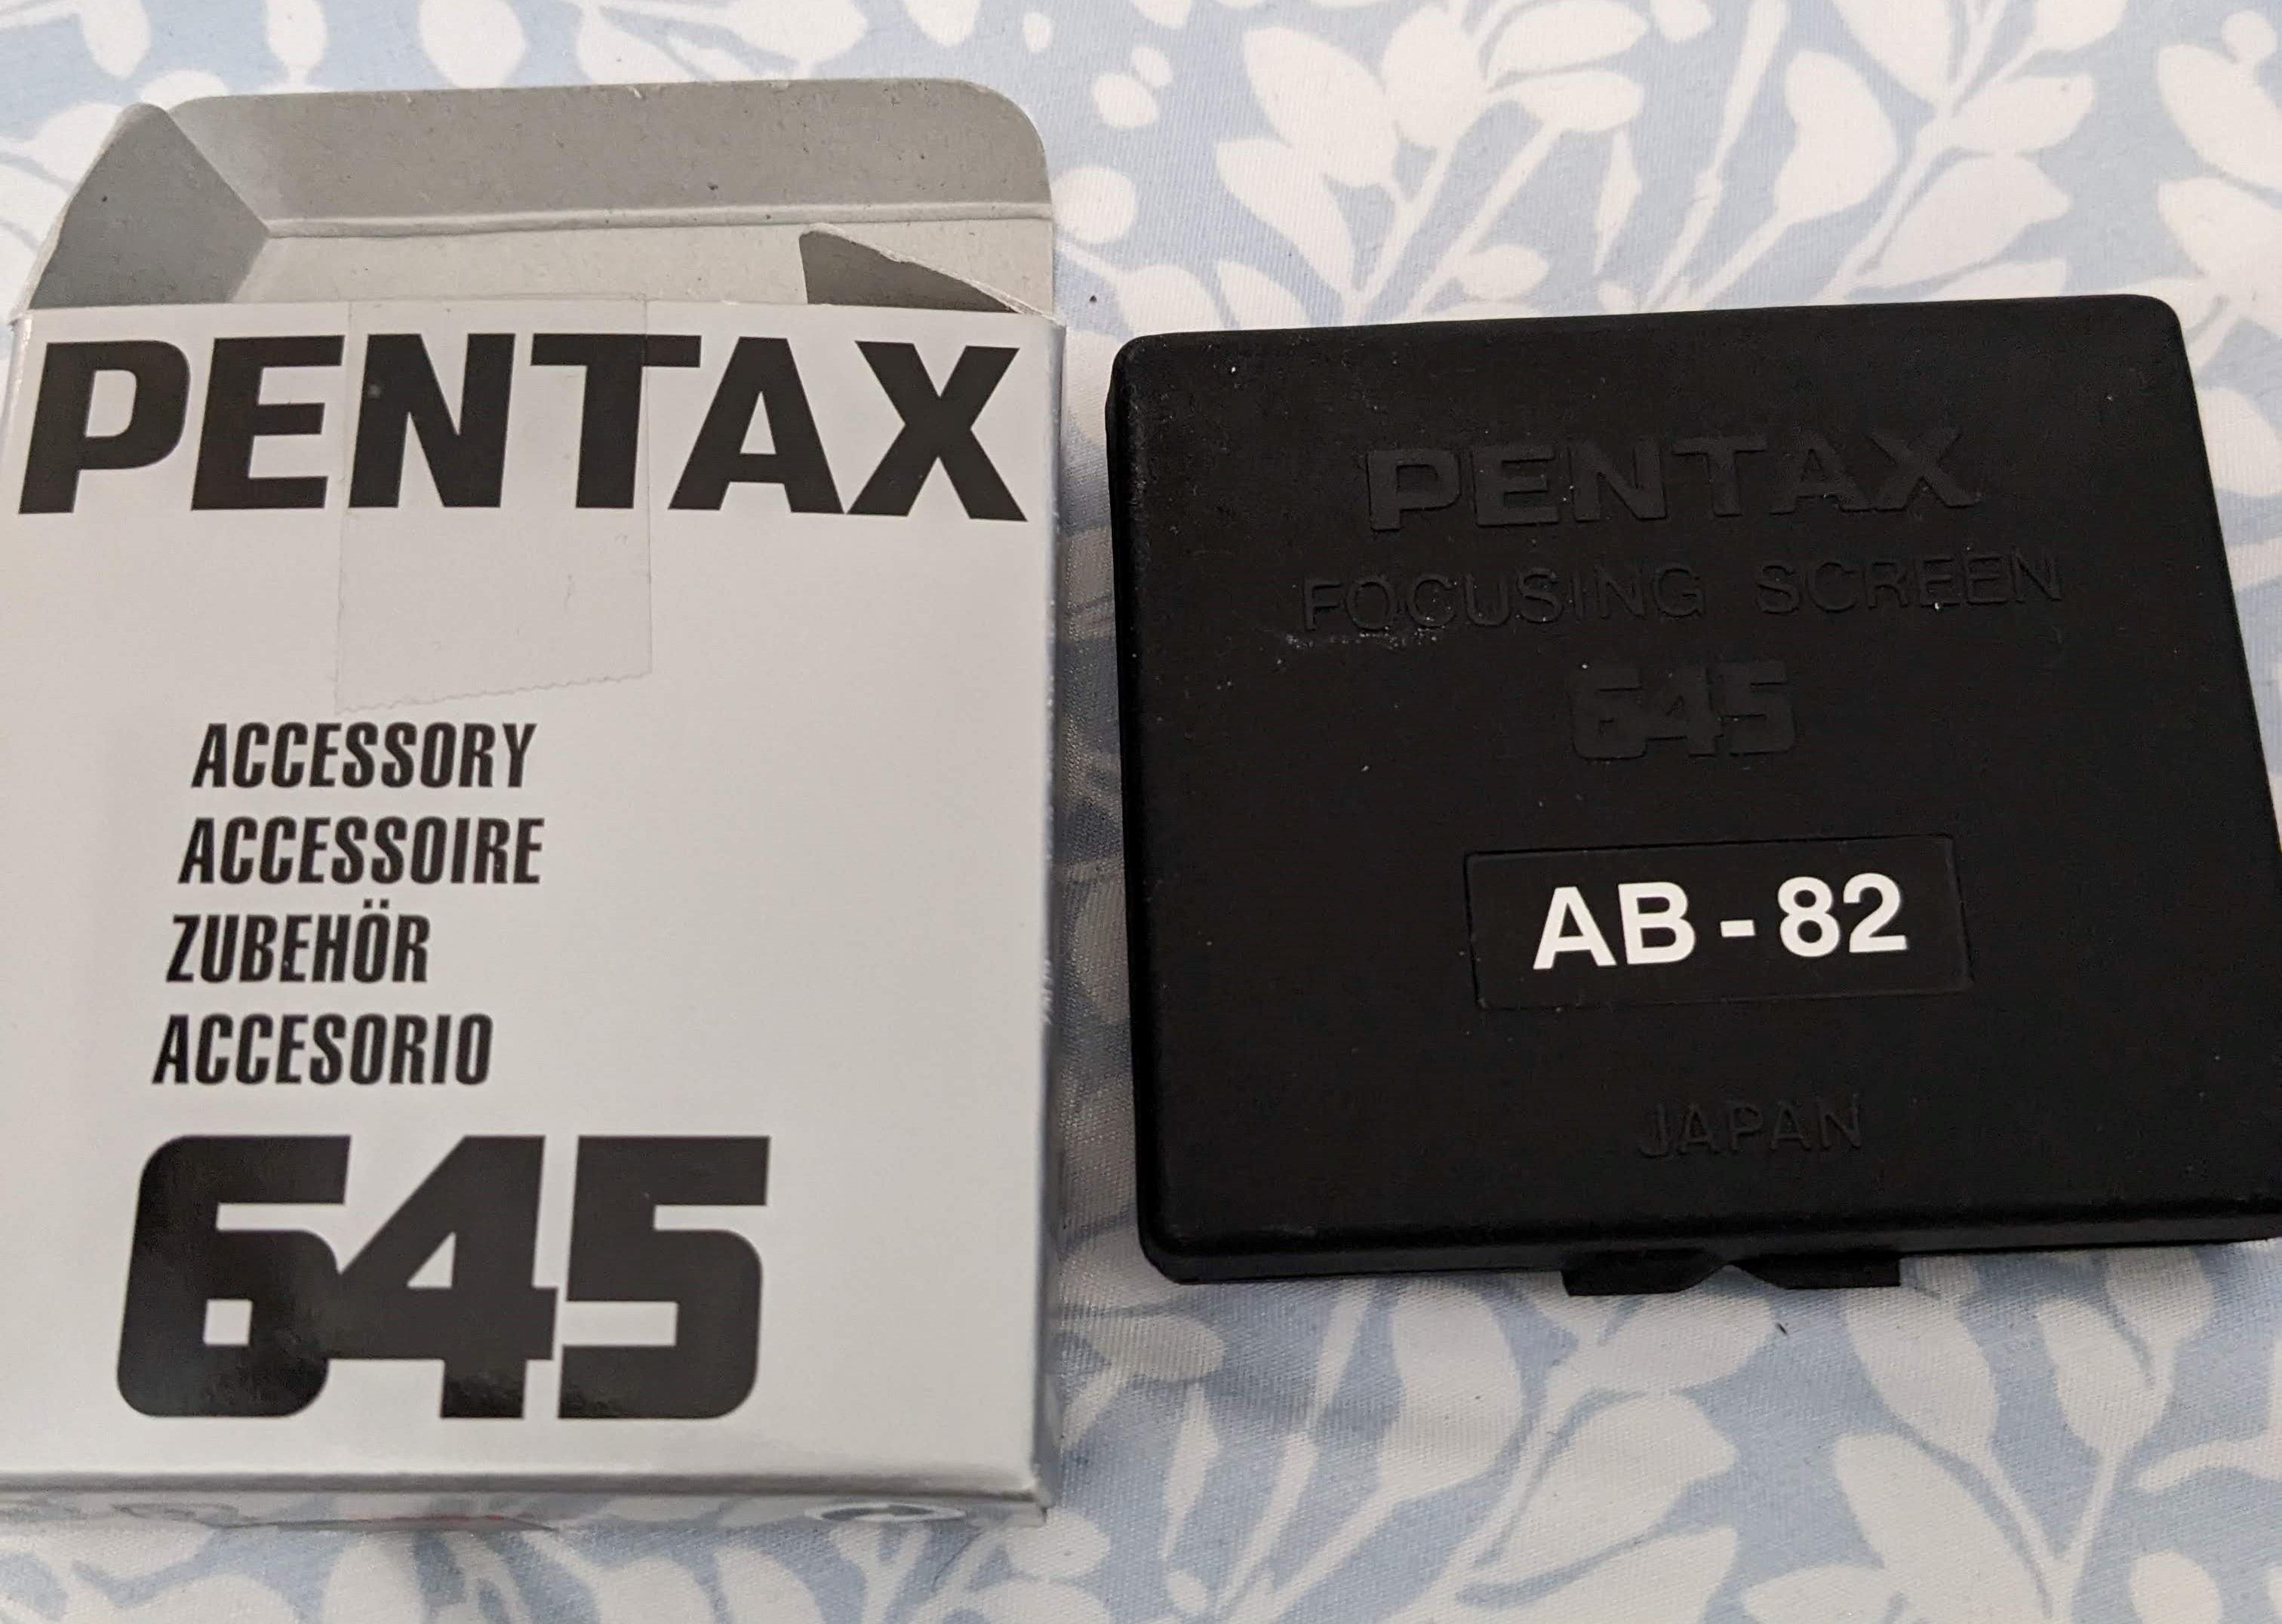 PENTAX
ACCESSORY
ACCESSOIRE
ZUBEHÖR
ACCESORIO
645
PENTAX
FOCUSING SCREEN
645
AB-82
JAPAN